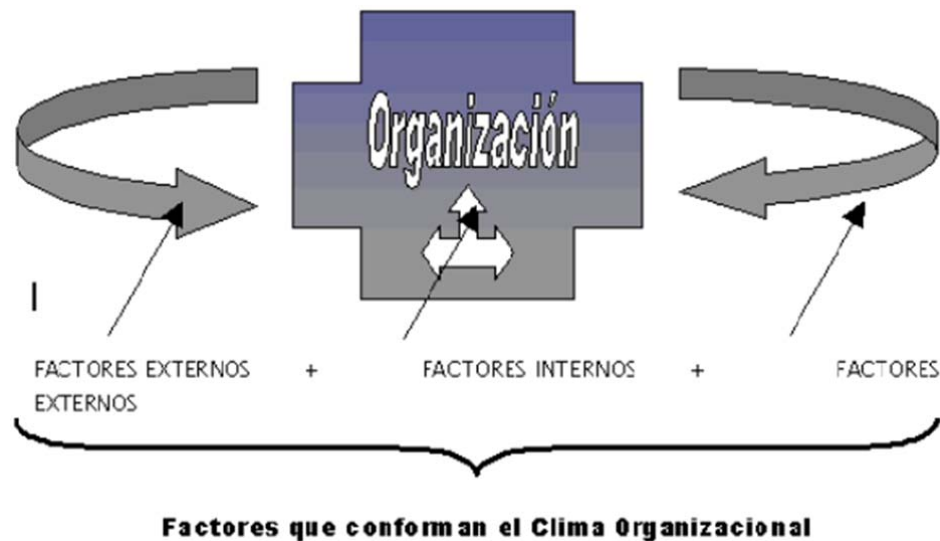 Organización
FACTORES EXTERNOS + FACTORES INTERNOS + FACTORES
EXTERNOS
Factores que conforman el Clima Organizacional